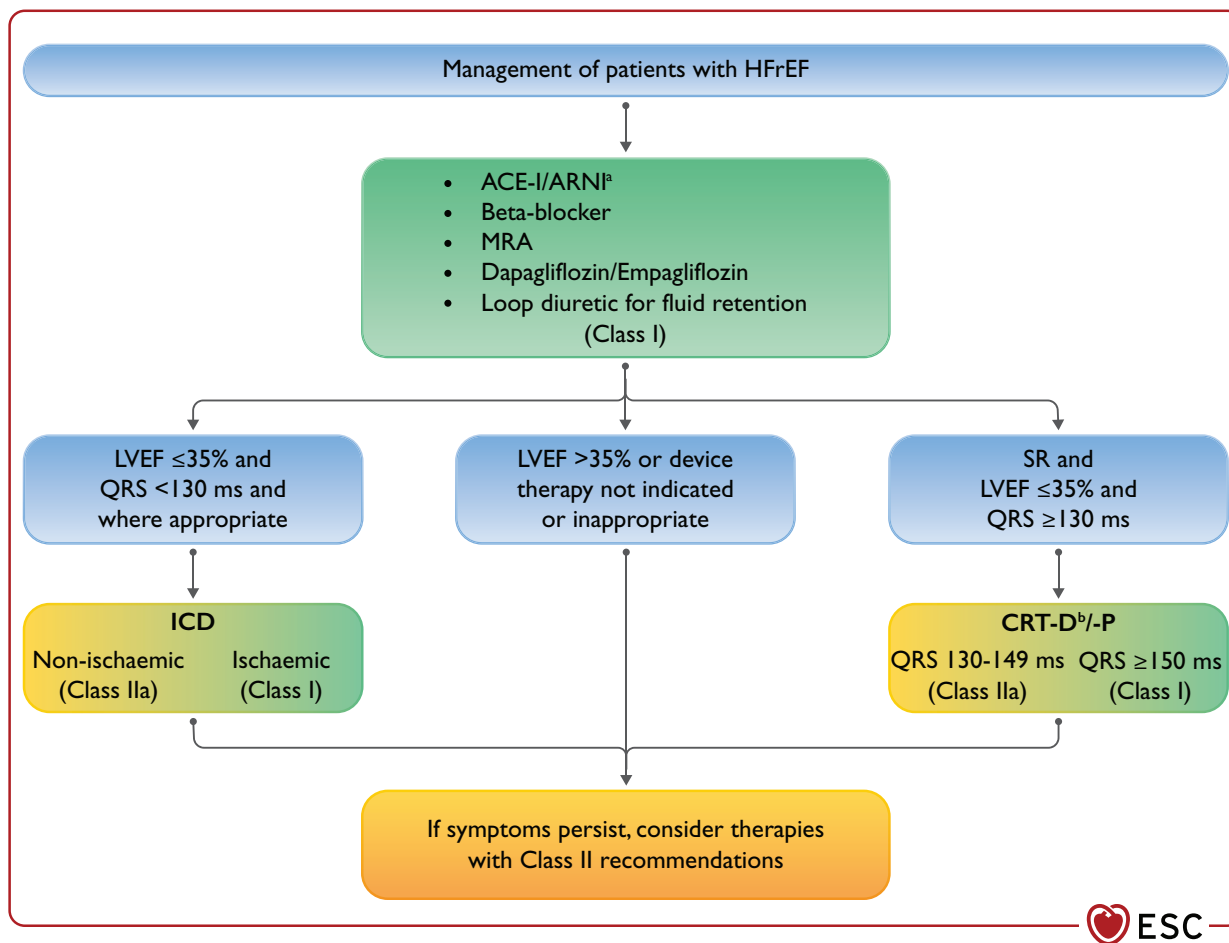 Management of patients with HFrEF
• ACE-I/ARNIᵃ
• Beta-blocker
• MRA
• Dapagliflozin/Empagliflozin
• Loop diuretic for fluid retention
(Class I)
LVEF ≤35% and
QRS <130 ms and
where appropriate
LVEF >35% or device
therapy not indicated
or inappropriate
SR and
LVEF ≤35% and
QRS ≥130 ms
ICD
Non-ischaemic
(Class IIa)
Ischaemic
(Class I)
CRT-Dᵇ/-P
QRS 130-149 ms
(Class IIa)
QRS ≥150 ms
(Class I)
If symptoms persist, consider therapies
with Class II recommendations
ESC